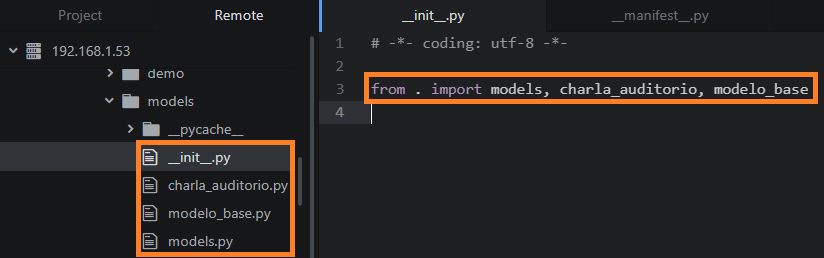 Project
Remote
192.168.1.53
demo
models
__pycache__
__init__.py
charla_auditorio.py
modelo_base.py
models.py
__init__.py
__manifest__.py
1 # -*- coding: utf-8 -*-
2
3 from . import models, charla_auditorio, modelo_base
4